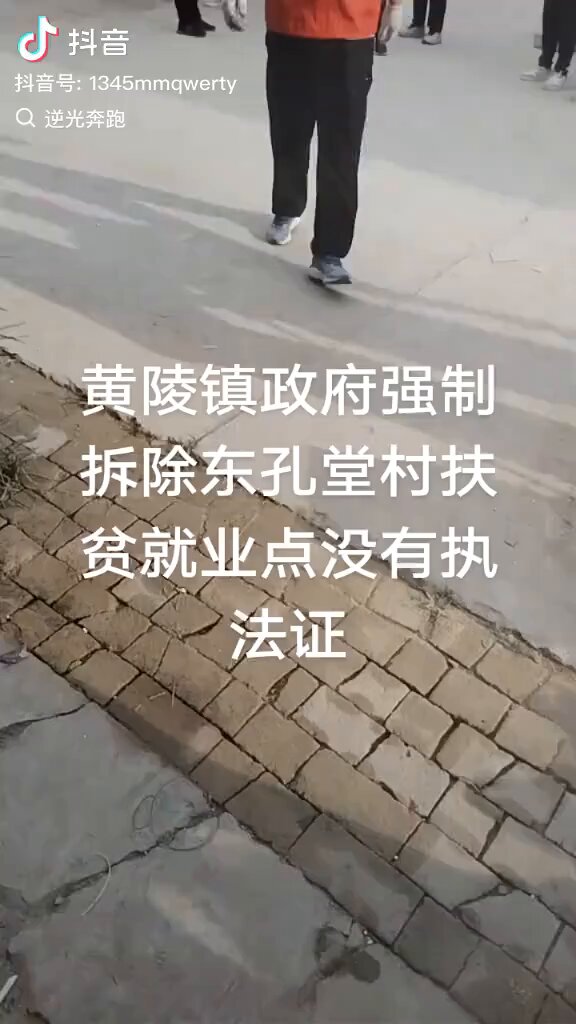 抖音
抖音号: 1345mmqwerty
逆光奔跑
黄陵镇政府强制
拆除东孔堂村扶
贫就业点没有执
法证